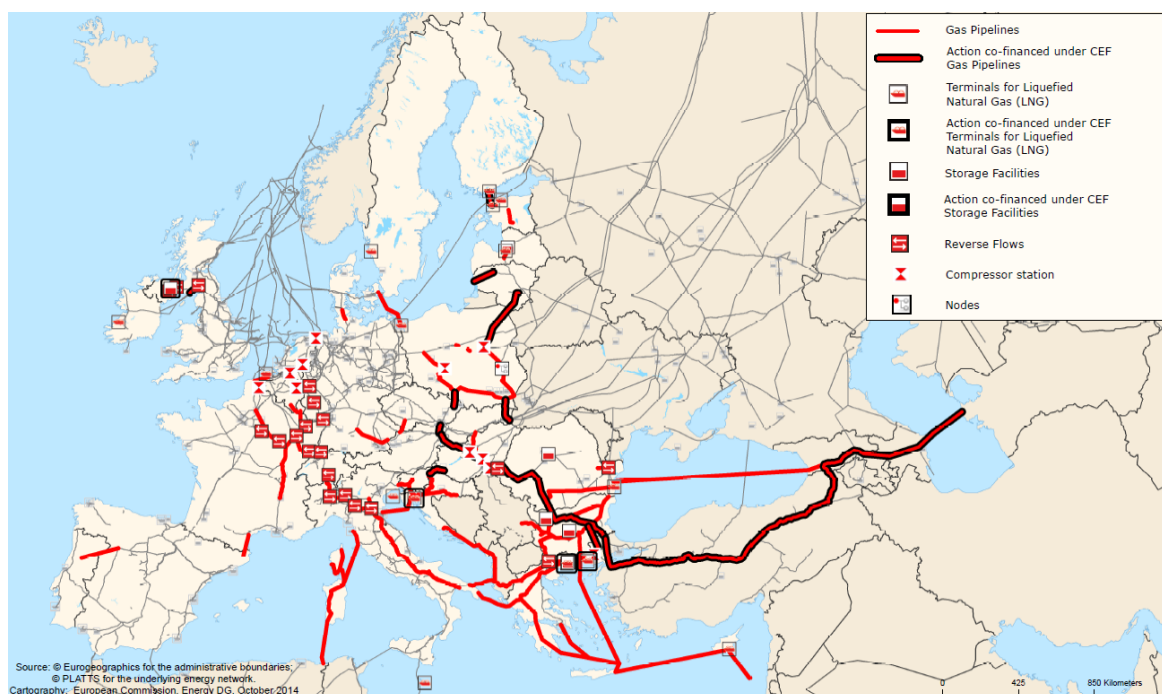 Gas Pipelines
Action co-financed under CEF
Gas Pipelines
Terminals for Liquefied
Natural Gas (LNG)
Action co-financed under CEF
Terminals for Liquefied
Natural Gas (LNG)
Storage Facilities
Action co-financed under CEF
Storage Facilities
Reverse Flows
Compressor station
Nodes
Source: © Eurogeographics for the administrative boundaries;
© PLATTS for the underlying energy network.
Cartography: European Commission, Energy DG, October 2014
0 425 850 Kilometers